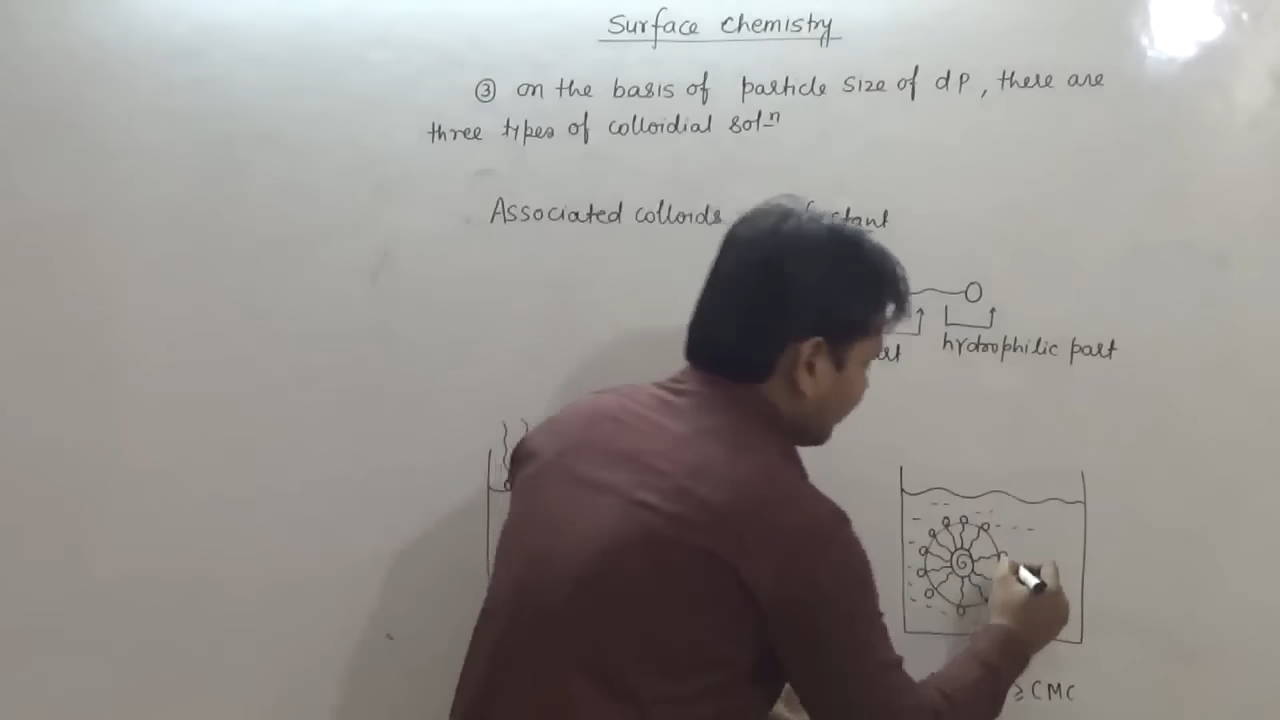 Surface Chemistry
③ on the basis of particle size of dp, there are
three types of colloidial solⁿ
Associated colloids
hydrophilic part
G
≥ CMC